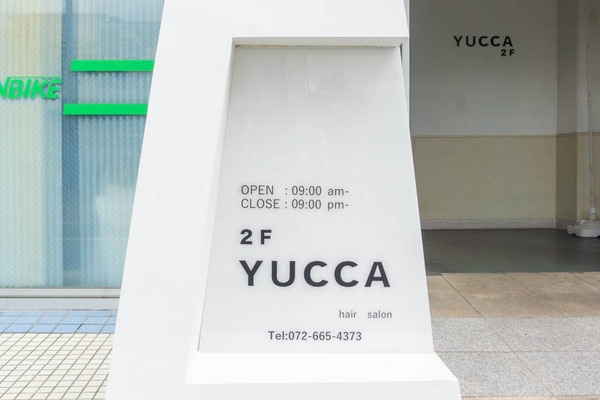 NBIKE
YUCCA
2F
OPEN : 09:00 am-
CLOSE : 09:00 pm-
2F
YUCCA
hair salon
Tel:072-665-4373